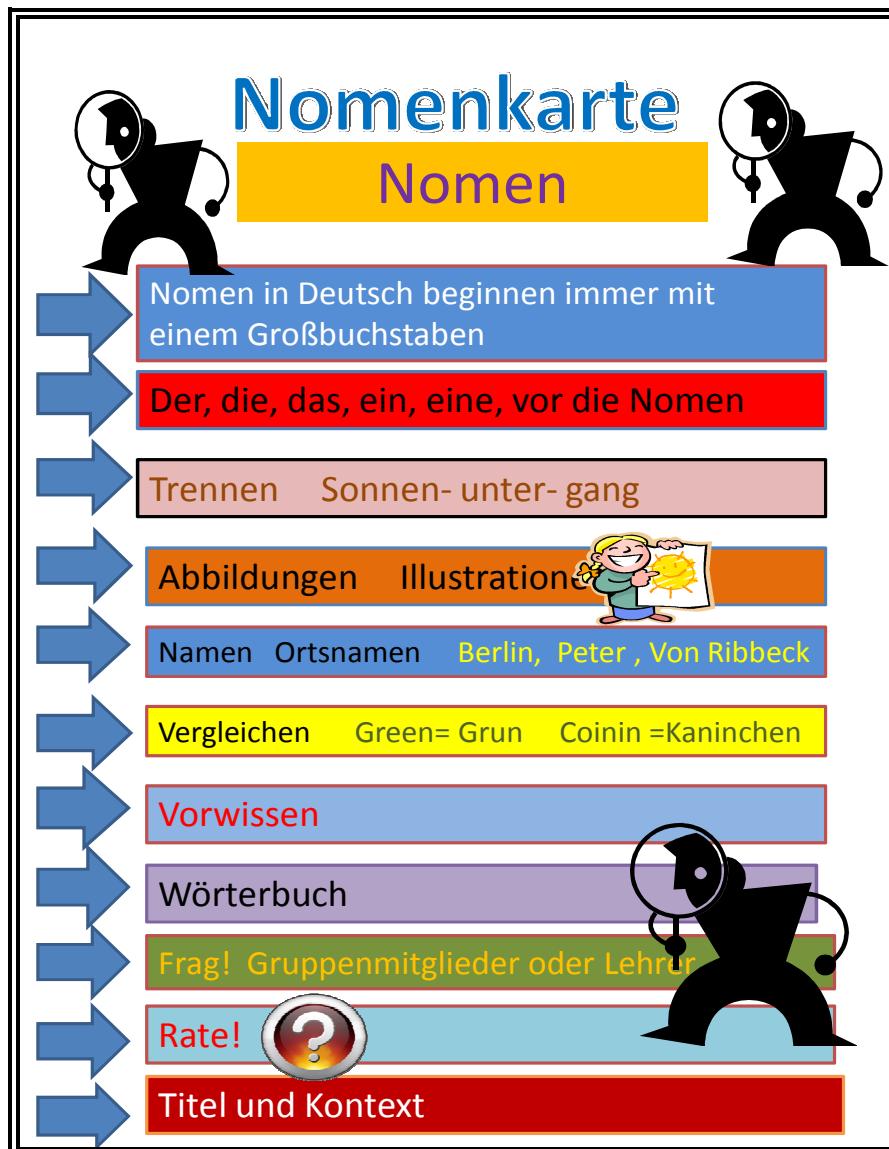 Nomenkarte
Nomen
Nomen in Deutsch beginnen immer mit
einem Großbuchstaben
Der, die, das, ein, eine, vor die Nomen
Trennen Sonnen- unter- gang
Abbildungen Illustratione
Namen Ortsnamen Berlin, Peter , Von Ribbeck
Vergleichen Green= Grun Coinin =Kaninchen
Vorwissen
Wörterbuch
Frag! Gruppenmitglieder oder Lehrer
Rate! ?
Titel und Kontext